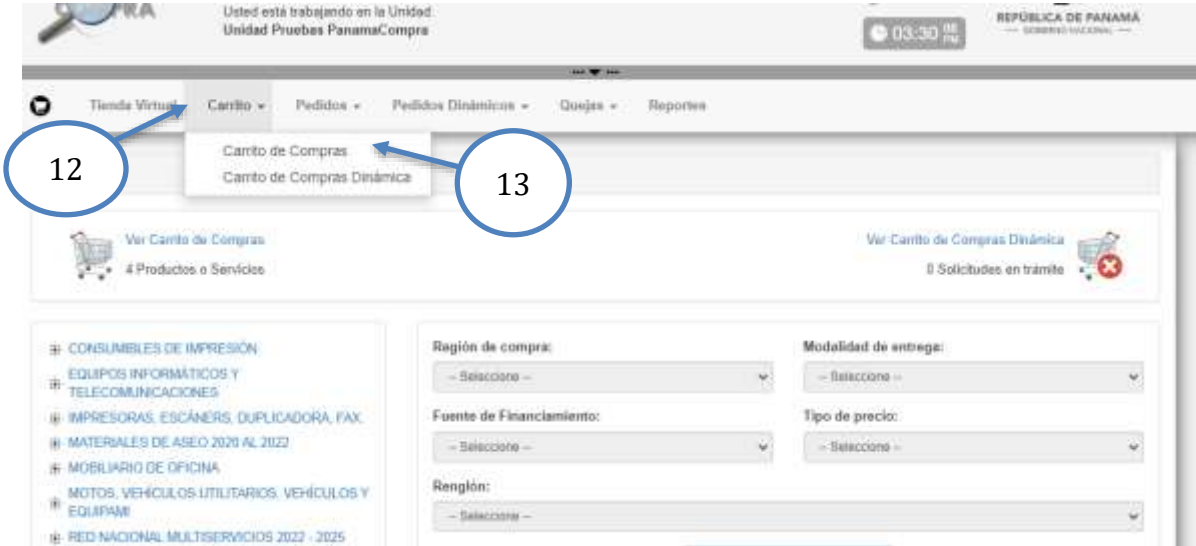 Usted está trabajando en la Unidad.
Unidad Pruebas PanamaCompra
03:30 PM
REPÚBLICA DE PANAMÁ
— GOBIERNO NACIONAL —
Tienda Virtual Carrito Pedidos Pedidos Dinámicos Quejas Reportes
Carrito de Compras
Carrito de Compras Dinámica
12
13
Ver Carrito de Compras
4 Productos o Servicios
Ver Carrito de Compras Dinámica
0 Solicitudes en trámite
CONSUMIBLES DE IMPRESIÓN
EQUIPOS INFORMÁTICOS Y
TELECOMUNICACIONES
IMPRESORAS, ESCÁNERS, DUPLICADORA, FAX.
MATERIALES DE ASEO 2020 AL 2022
MOBILIARIO DE OFICINA
MOTOS, VEHÍCULOS UTILITARIOS, VEHÍCULOS Y
EQUIPAMI
RED NACIONAL MULTISERVICIOS 2022 - 2025
Región de compra:
-- Seleccione --
Modalidad de entrega:
-- Seleccione --
Fuente de Financiamiento:
-- Seleccione --
Tipo de precio:
-- Seleccione --
Renglón:
-- Seleccione --